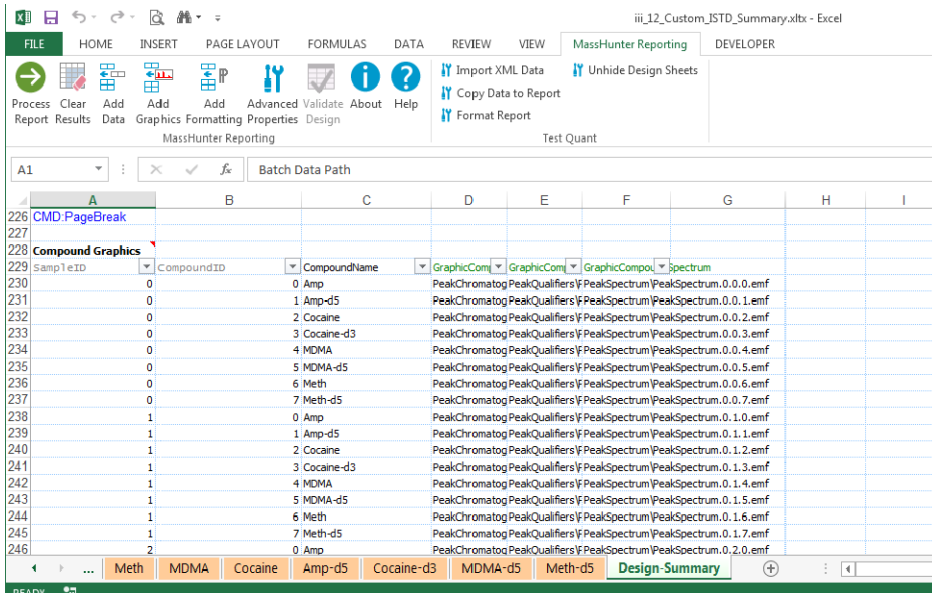 iii_12_Custom_ISTD_Summary.xltx - Excel
FILE HOME INSERT PAGE LAYOUT FORMULAS DATA REVIEW VIEW MassHunter Reporting DEVELOPER
Process Report
Clear Results
Add Data
Add Graphics
Add Formatting
Advanced Properties
Validate Design
About
Help
MassHunter Reporting
Import XML Data
Copy Data to Report
Format Report
Unhide Design Sheets
Test Quant
A1 fx Batch Data Path
A B C D E F G H I
226 CMD:PageBreak
227
228 Compound Graphics
229 SampleID CompoundID CompoundName GraphicComp GraphicComp GraphicCompou Spectrum
230 0 0 Amp PeakChromatog PeakQualifiers\F PeakSpectrum\PeakSpectrum.0.0.0.emf
231 0 1 Amp-d5 PeakChromatog PeakQualifiers\F PeakSpectrum\PeakSpectrum.0.0.1.emf
232 0 2 Cocaine PeakChromatog PeakQualifiers\F PeakSpectrum\PeakSpectrum.0.0.2.emf
233 0 3 Cocaine-d3 PeakChromatog PeakQualifiers\F PeakSpectrum\PeakSpectrum.0.0.3.emf
234 0 4 MDMA PeakChromatog PeakQualifiers\F PeakSpectrum\PeakSpectrum.0.0.4.emf
235 0 5 MDMA-d5 PeakChromatog PeakQualifiers\F PeakSpectrum\PeakSpectrum.0.0.5.emf
236 0 6 Meth PeakChromatog PeakQualifiers\F PeakSpectrum\PeakSpectrum.0.0.6.emf
237 0 7 Meth-d5 PeakChromatog PeakQualifiers\F PeakSpectrum\PeakSpectrum.0.0.7.emf
238 1 0 Amp PeakChromatog PeakQualifiers\F PeakSpectrum\PeakSpectrum.0.1.0.emf
239 1 1 Amp-d5 PeakChromatog PeakQualifiers\F PeakSpectrum\PeakSpectrum.0.1.1.emf
240 1 2 Cocaine PeakChromatog PeakQualifiers\F PeakSpectrum\PeakSpectrum.0.1.2.emf
241 1 3 Cocaine-d3 PeakChromatog PeakQualifiers\F PeakSpectrum\PeakSpectrum.0.1.3.emf
242 1 4 MDMA PeakChromatog PeakQualifiers\F PeakSpectrum\PeakSpectrum.0.1.4.emf
243 1 5 MDMA-d5 PeakChromatog PeakQualifiers\F PeakSpectrum\PeakSpectrum.0.1.5.emf
244 1 6 Meth PeakChromatog PeakQualifiers\F PeakSpectrum\PeakSpectrum.0.1.6.emf
245 1 7 Meth-d5 PeakChromatog PeakQualifiers\F PeakSpectrum\PeakSpectrum.0.1.7.emf
246 2 0 Amp PeakChromatog PeakQualifiers\F PeakSpectrum\PeakSpectrum.0.2.0.emf
... Meth MDMA Cocaine Amp-d5 Cocaine-d3 MDMA-d5 Meth-d5 Design-Summary
READY